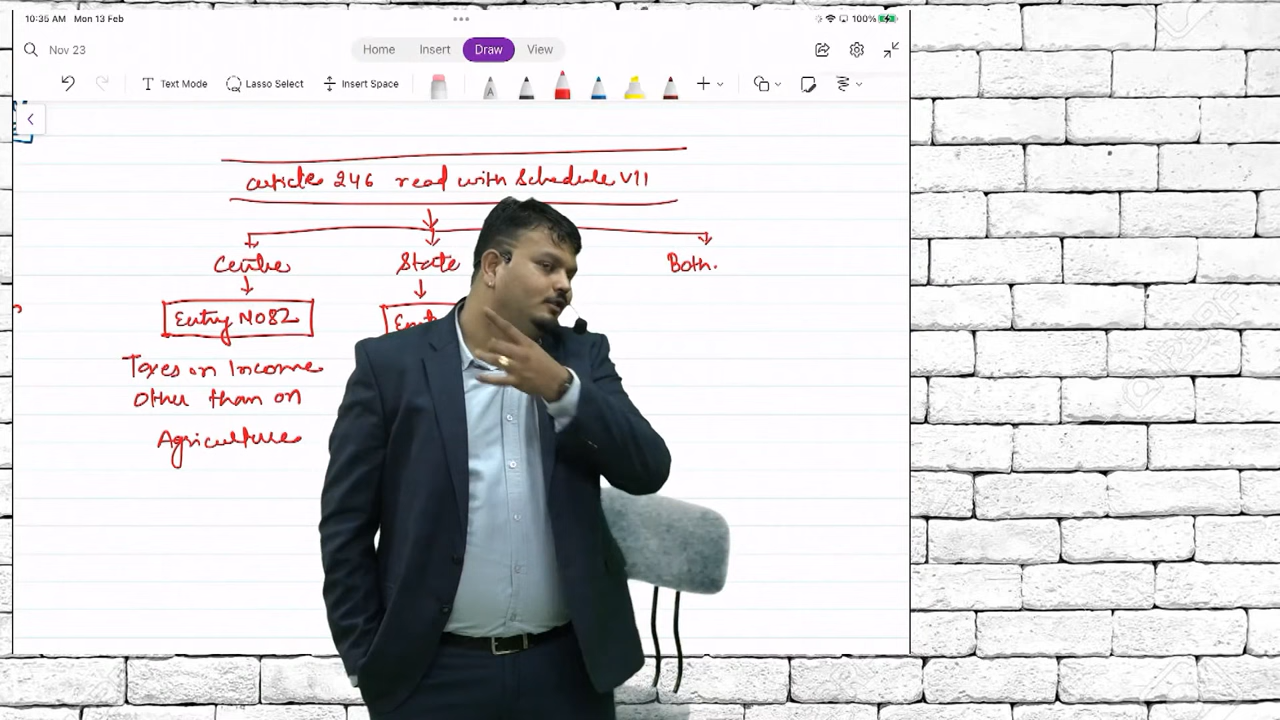 10:35 AM Mon 13 Feb
100%
Nov 23
Home Insert Draw View
Text Mode Lasso Select Insert Space
A
article 246 read with Schedule VII
Centre State Both.
Entry No82
Taxes on Income
Other than on
Agriculture